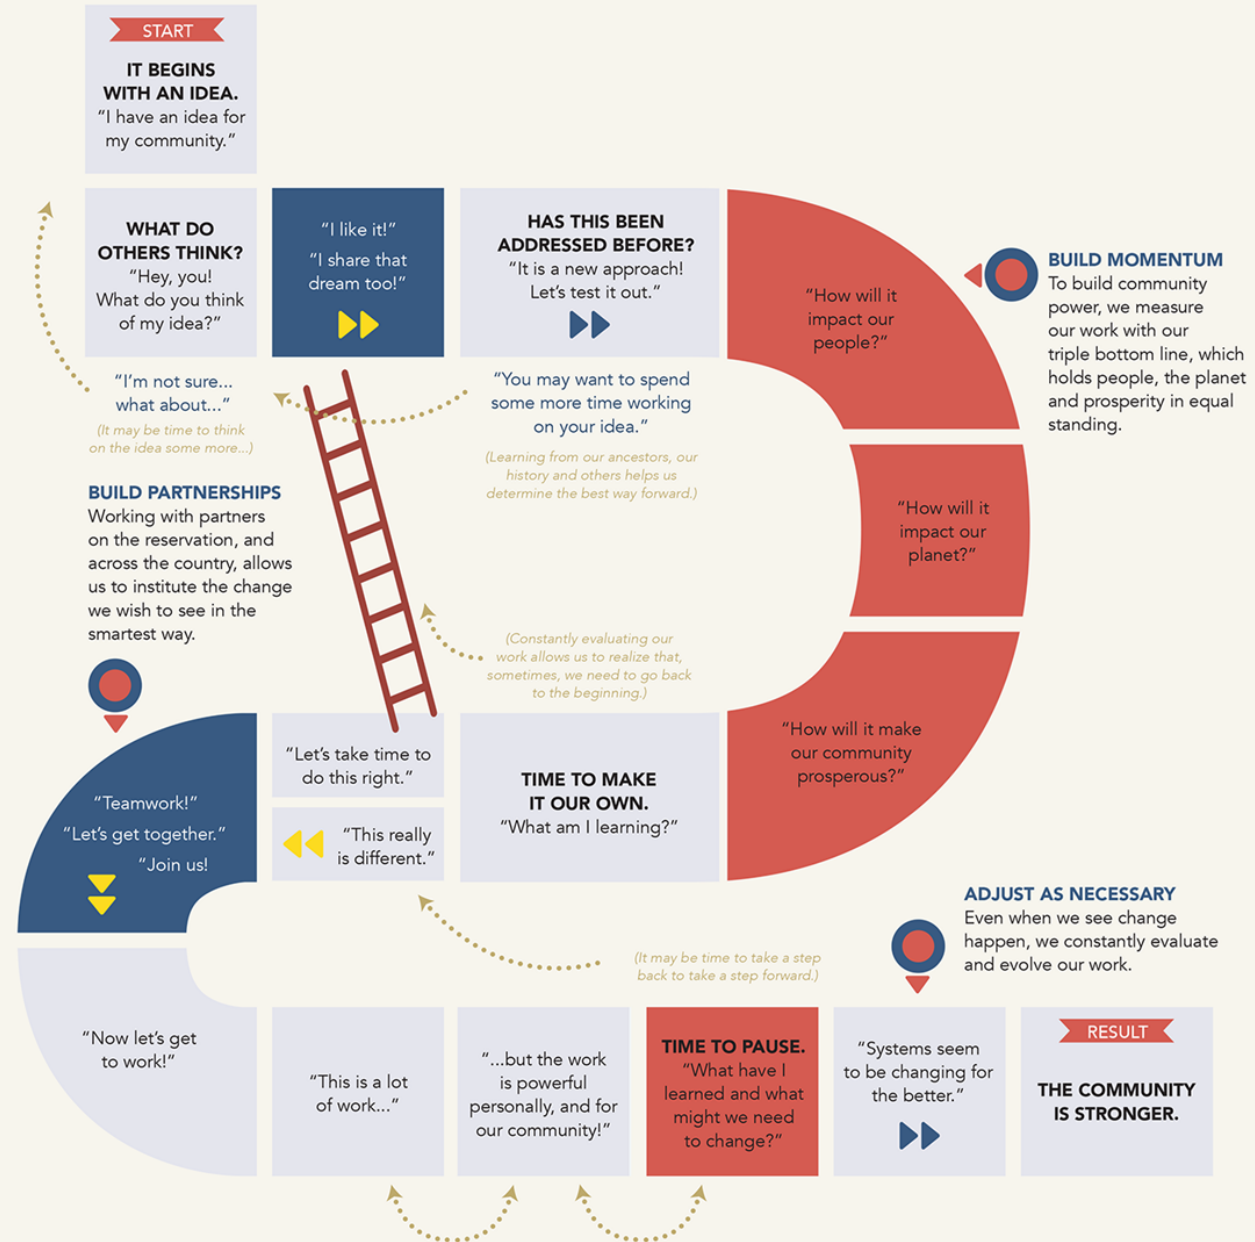 START
IT BEGINS
WITH AN IDEA.
“I have an idea for
my community.”
WHAT DO
OTHERS THINK?
“Hey, you!
What do you think
of my idea?”
“I’m not sure...
what about...”
(It may be time to think
on the idea some more...)
“I like it!”
“I share that
dream too!”
HAS THIS BEEN
ADDRESSED BEFORE?
“It is a new approach!
Let’s test it out.”
“You may want to spend
some more time working
on your idea.”
(Learning from our ancestors, our
history and others helps us
determine the best way forward.)
“How will it
impact our
people?”
BUILD MOMENTUM
To build community
power, we measure
our work with our
triple bottom line, which
holds people, the planet
and prosperity in equal
standing.
“How will it
impact our
planet?”
“How will it make
our community
prosperous?”
TIME TO MAKE
IT OUR OWN.
“What am I learning?”
(Constantly evaluating our
work allows us to realize that,
sometimes, we need to go back
to the beginning.)
“Let’s take time to
do this right.”
“This really
is different.”
BUILD PARTNERSHIPS
Working with partners
on the reservation, and
across the country, allows
us to institute the change
we wish to see in the
smartest way.
“Teamwork!”
“Let’s get together.”
“Join us!
“Now let’s get
to work!”
“This is a lot
of work...”
“...but the work
is powerful
personally, and for
our community!”
(It may be time to take a step
back to take a step forward.)
TIME TO PAUSE.
“What have I
learned and what
might we need
to change?”
ADJUST AS NECESSARY
Even when we see change
happen, we constantly evaluate
and evolve our work.
“Systems seem
to be changing for
the better.”
RESULT
THE COMMUNITY
IS STRONGER.